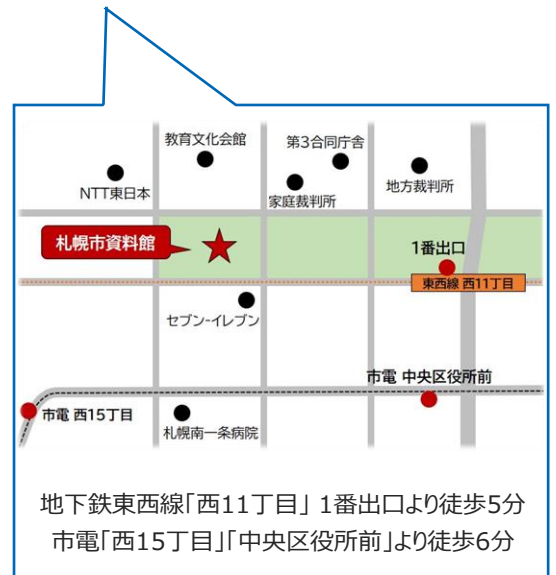 教育文化会館
第3合同庁舎
NTT東日本
家庭裁判所
地方裁判所
札幌市資料館
1番出口
東西線 西11丁目
セブン-イレブン
市電 中央区役所前
市電 西15丁目
札幌南一条病院
地下鉄東西線「西11丁目」 1番出口より徒歩5分
市電「西15丁目」「中央区役所前」より徒歩6分